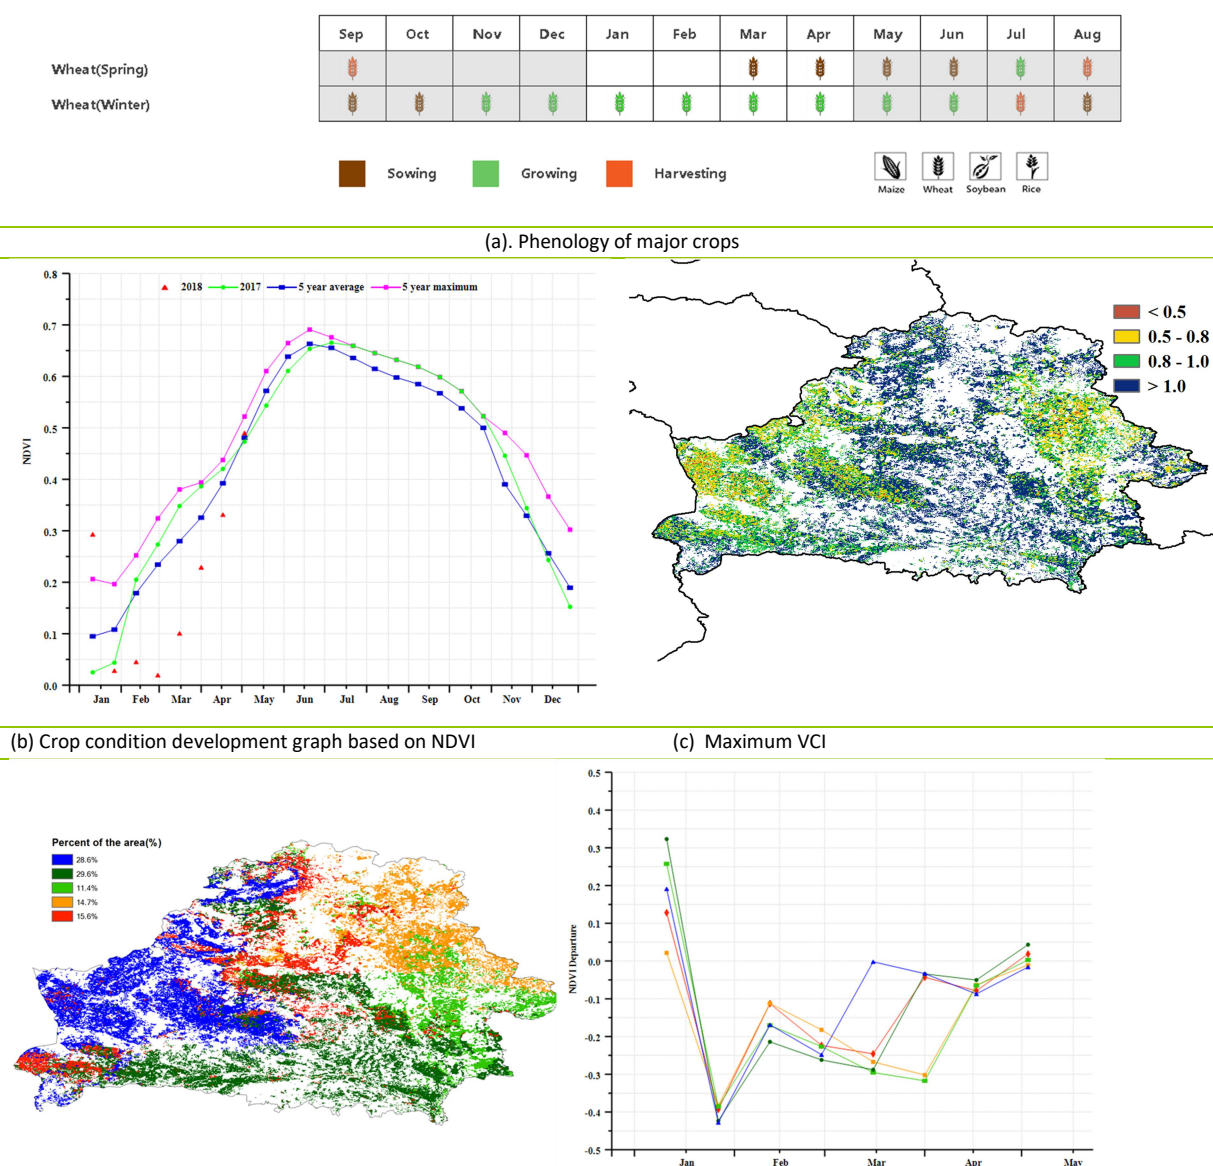 Sep Oct Nov Dec Jan Feb Mar Apr May Jun Jul Aug
Wheat(Spring)
Wheat(Winter)
Sowing Growing Harvesting
Maize Wheat Soybean Rice
(a). Phenology of major crops
0.8
0.7
0.6
0.5
0.4
0.3
0.2
0.1
0.0
NDVI
2018 2017 5 year average 5 year maximum
Jan Feb Mar Apr May Jun Jul Aug Sep Oct Nov Dec
< 0.5
0.5 - 0.8
0.8 - 1.0
> 1.0
(b) Crop condition development graph based on NDVI
(c) Maximum VCI
Percent of the area(%)
28.6%
29.6%
11.4%
14.7%
15.6%
0.5
0.4
0.3
0.2
0.1
0.0
-0.1
-0.2
-0.3
-0.4
-0.5
NDVI Departure
Jan Feb Mar Apr May